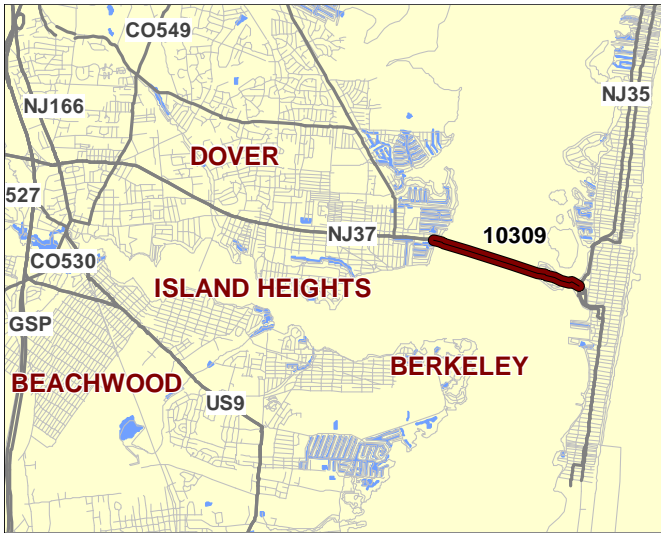 CO549
NJ35
NJ166
DOVER
527
NJ37
10309
CO530
ISLAND HEIGHTS
GSP
BERKELEY
BEACHWOOD
US9